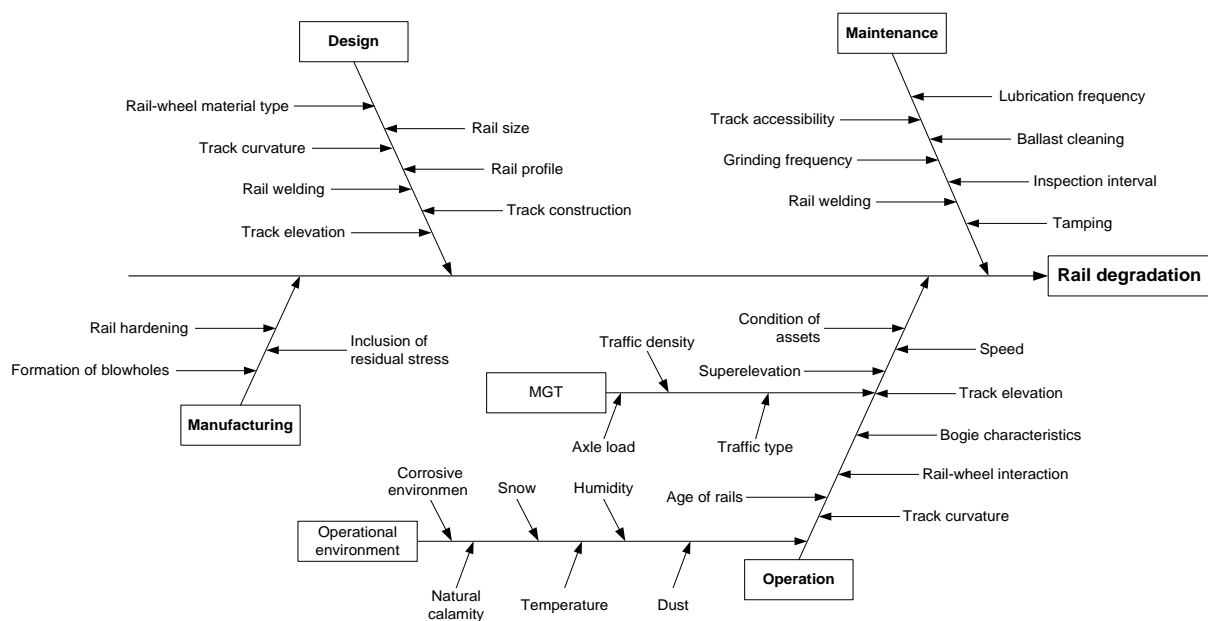 Design
Maintenance
Rail-wheel material type
Rail size
Track curvature
Rail profile
Rail welding
Track construction
Track elevation
Lubrication frequency
Track accessibility
Ballast cleaning
Grinding frequency
Inspection interval
Rail welding
Tamping
Rail degradation
Rail hardening
Inclusion of
residual stress
Formation of blowholes
Manufacturing
Condition of
assets
Speed
Traffic density
Superelevation
MGT
Track elevation
Axle load
Traffic type
Bogie characteristics
Rail-wheel interaction
Age of rails
Track curvature
Corrosive
environmen
Snow
Humidity
Operational
environment
Natural
calamity
Temperature
Dust
Operation